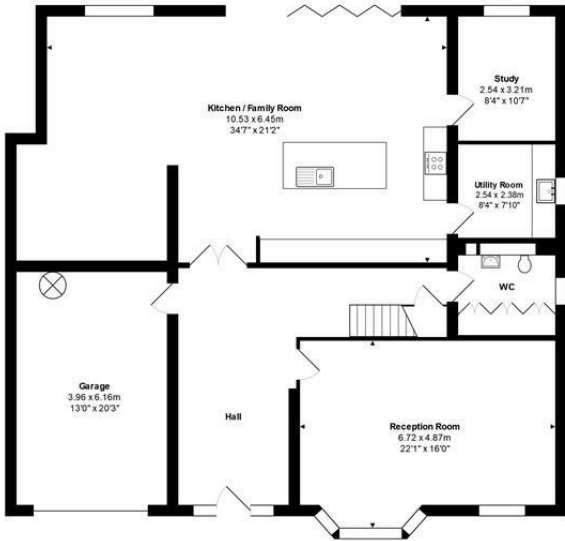 Study
2.54 x 3.21m
8'4" x 10'7"
Kitchen / Family Room
10.53 x 6.45m
34'7" x 21'2"
Utility Room
2.54 x 2.38m
8'4" x 7'10"
WC
Garage
3.96 x 6.16m
13'0" x 20'3"
Hall
Reception Room
6.72 x 4.87m
22'1" x 16'0"